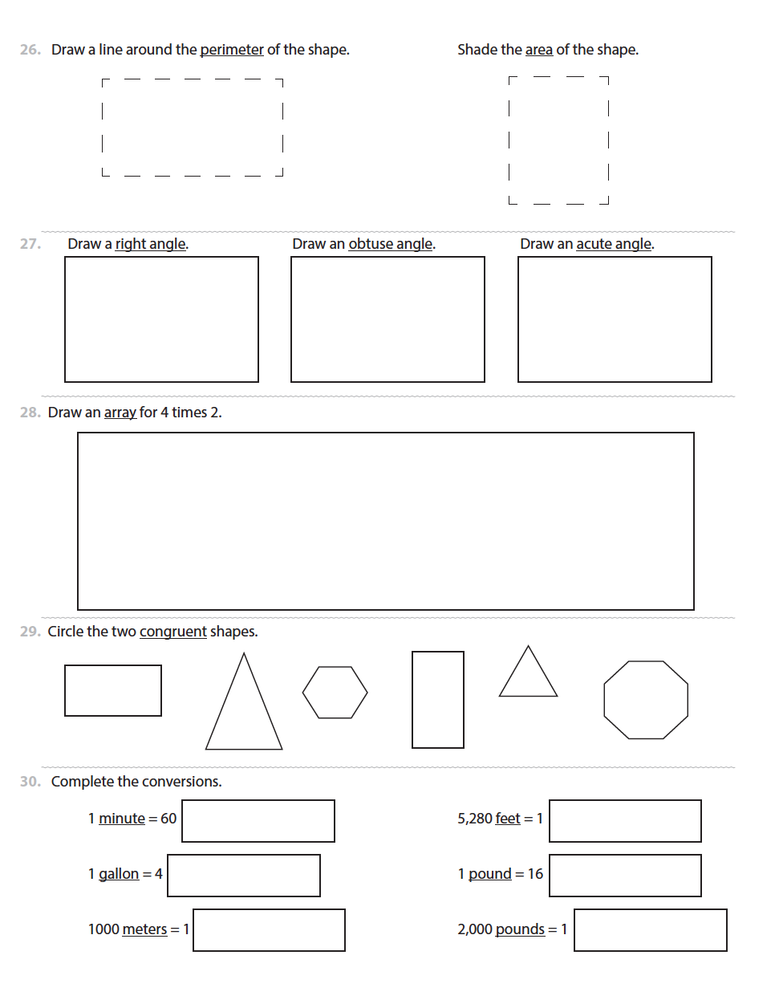 26. Draw a line around the perimeter of the shape. Shade the area of the shape.
27. Draw a right angle. Draw an obtuse angle. Draw an acute angle.
28. Draw an array for 4 times 2.
29. Circle the two congruent shapes.
30. Complete the conversions.
1 minute = 60 5,280 feet = 1
1 gallon = 4 1 pound = 16
1000 meters = 1 2,000 pounds = 1